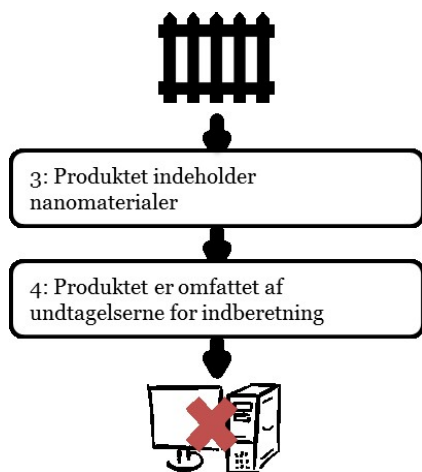 3: Produktet indeholder
nanomaterialer
4: Produktet er omfattet af
undtagelserne for indberetning